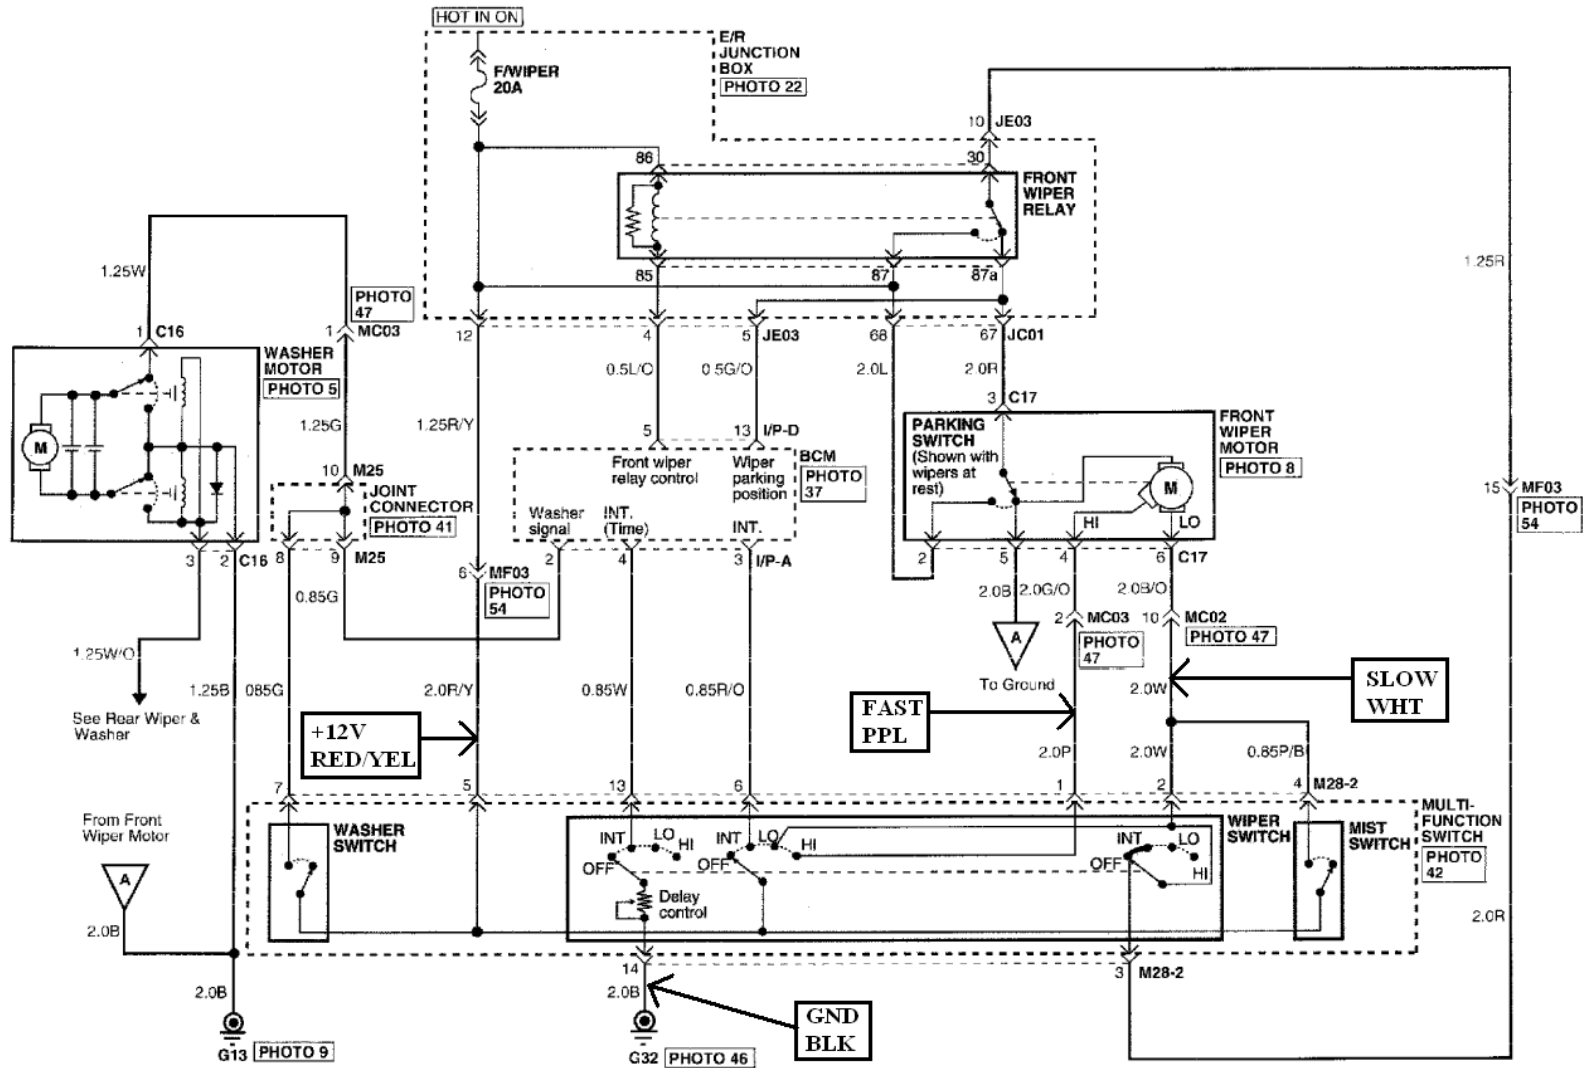 HOT IN ON
E/R
JUNCTION
BOX
PHOTO 22
F/WIPER
20A
10 JE03
86
30
FRONT
WIPER
RELAY
1.25W
1.25R
85
87
87a
PHOTO
47
1 MC03
1 C16
12
4
5 JE03
68
67 JC01
WASHER
MOTOR
PHOTO 5
0.5L/O
0.5G/O
2.0L
2.0R
3 C17
M
1.25G
1.25R/Y
5
13 I/P-D
PARKING
SWITCH
(Shown with
wipers at
rest)
FRONT
WIPER
MOTOR
PHOTO 8
BCM
PHOTO
37
Front wiper
relay control
Wiper
parking
position
10 M25
JOINT
CONNECTOR
PHOTO 41
M
15 MF03
PHOTO
54
Washer
signal
INT.
(Time)
INT.
HI
LO
3
2 C16
8
9 M25
6 MF03
PHOTO
54
2
4
3 I/P-A
2
5
4
6 C17
0.85G
2.0B
2.0G/O
2.0B/O
2 MC03
PHOTO
47
10 MC02
PHOTO 47
A
To Ground
1.25W/O
1.25B
085G
2.0R/Y
0.85W
0.85R/O
2.0W
SLOW
WHT
See Rear Wiper &
Washer
FAST
PPL
+12V
RED/YEL
2.0P
2.0W
0.85P/B
7
5
13
6
1
2
4 M28-2
From Front
Wiper Motor
WASHER
SWITCH
WIPER
SWITCH
MIST
SWITCH
MULTI-
FUNCTION
SWITCH
PHOTO
42
INT
LO
HI
OFF
INT
LO
HI
OFF
INT
LO
HI
OFF
A
Delay
control
2.0B
2.0R
14
3 M28-2
2.0B
2.0B
GND
BLK
G13 PHOTO 9
G32 PHOTO 46